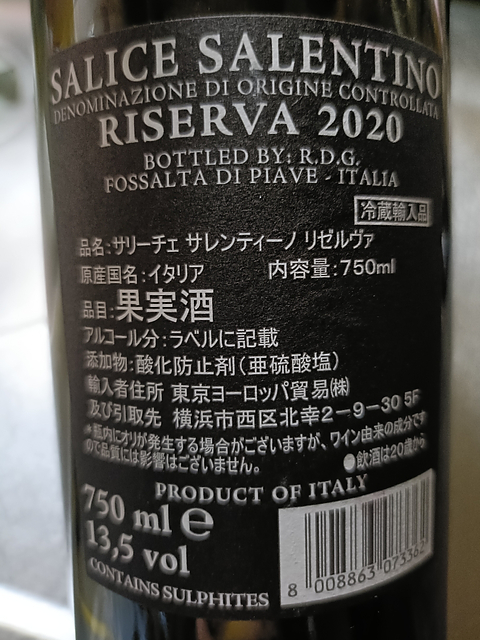 SALICE SALENTINO
DENOMINAZIONE DI ORIGINE CONTROLLATA
RISERVA 2020
BOTTLED BY: R.D.G.
FOSSALTA DI PIAVE - ITALIA
冷蔵輸入品
品名:サリーチェ サレンティーノ リゼルヴァ
原産国名:イタリア 内容量:750ml
品目:果実酒
アルコール分:ラベルに記載
添加物:酸化防止剤(亜硫酸塩)
輸入者住所 東京ヨーロッパ貿易㈱
及び引取先 横浜市西区北幸2-9-30 5F
*瓶内にオリが発生する場合がございますが、ワイン由来の成分です
ので品質には影響はございません。
●飲酒は20歳から
PRODUCT OF ITALY
750 ml e
13,5 vol
CONTAINS SULPHITES
8 008863 073362